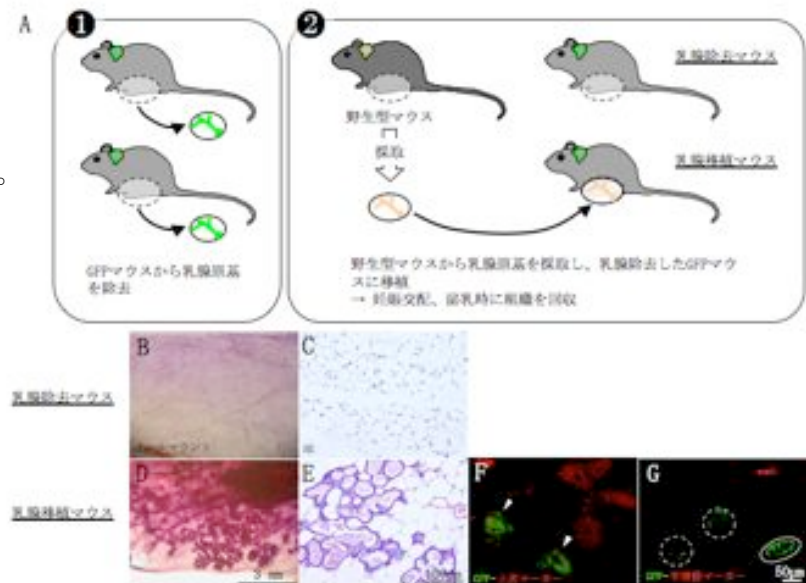 A
❶
❷
乳腺除去マウス
野生型マウス
採取
乳腺移植マウス
GFPマウスから乳腺原基
を除去
野生型マウスから乳腺原基を採取し、乳腺除去したGFPマウ
スに移植
→ 妊娠交配、泌乳時に組織を回収
。
乳腺除去マウス
B
C
乳腺移植マウス
D
3 mm
E
F
GFP
G
GFP
50um